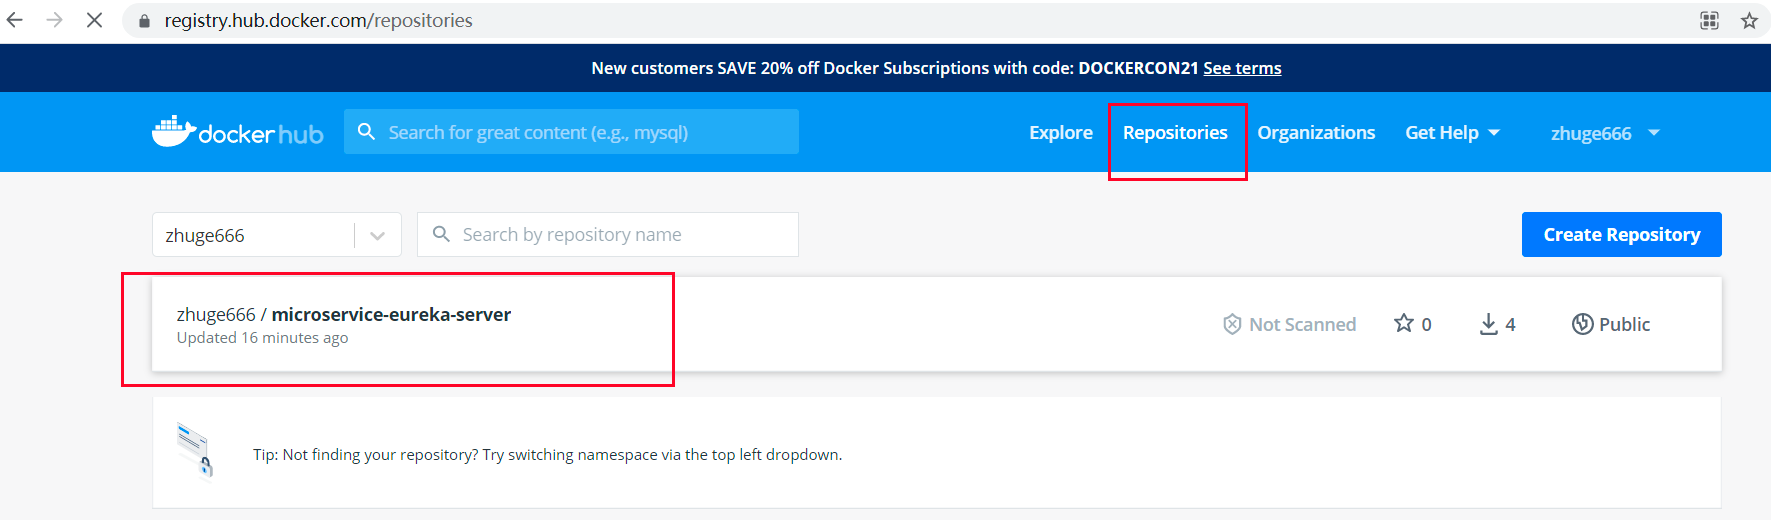 registry.hub.docker.com/repositories
New customers SAVE 20% off Docker Subscriptions with code: DOCKERCON21 See terms
docker hub
Search for great content (e.g., mysql)
Explore
Repositories
Organizations
Get Help
zhuge666
zhuge666
Search by repository name
Create Repository
zhuge666 / microservice-eureka-server
Updated 16 minutes ago
Not Scanned
0
4
Public
Tip: Not finding your repository? Try switching namespace via the top left dropdown.